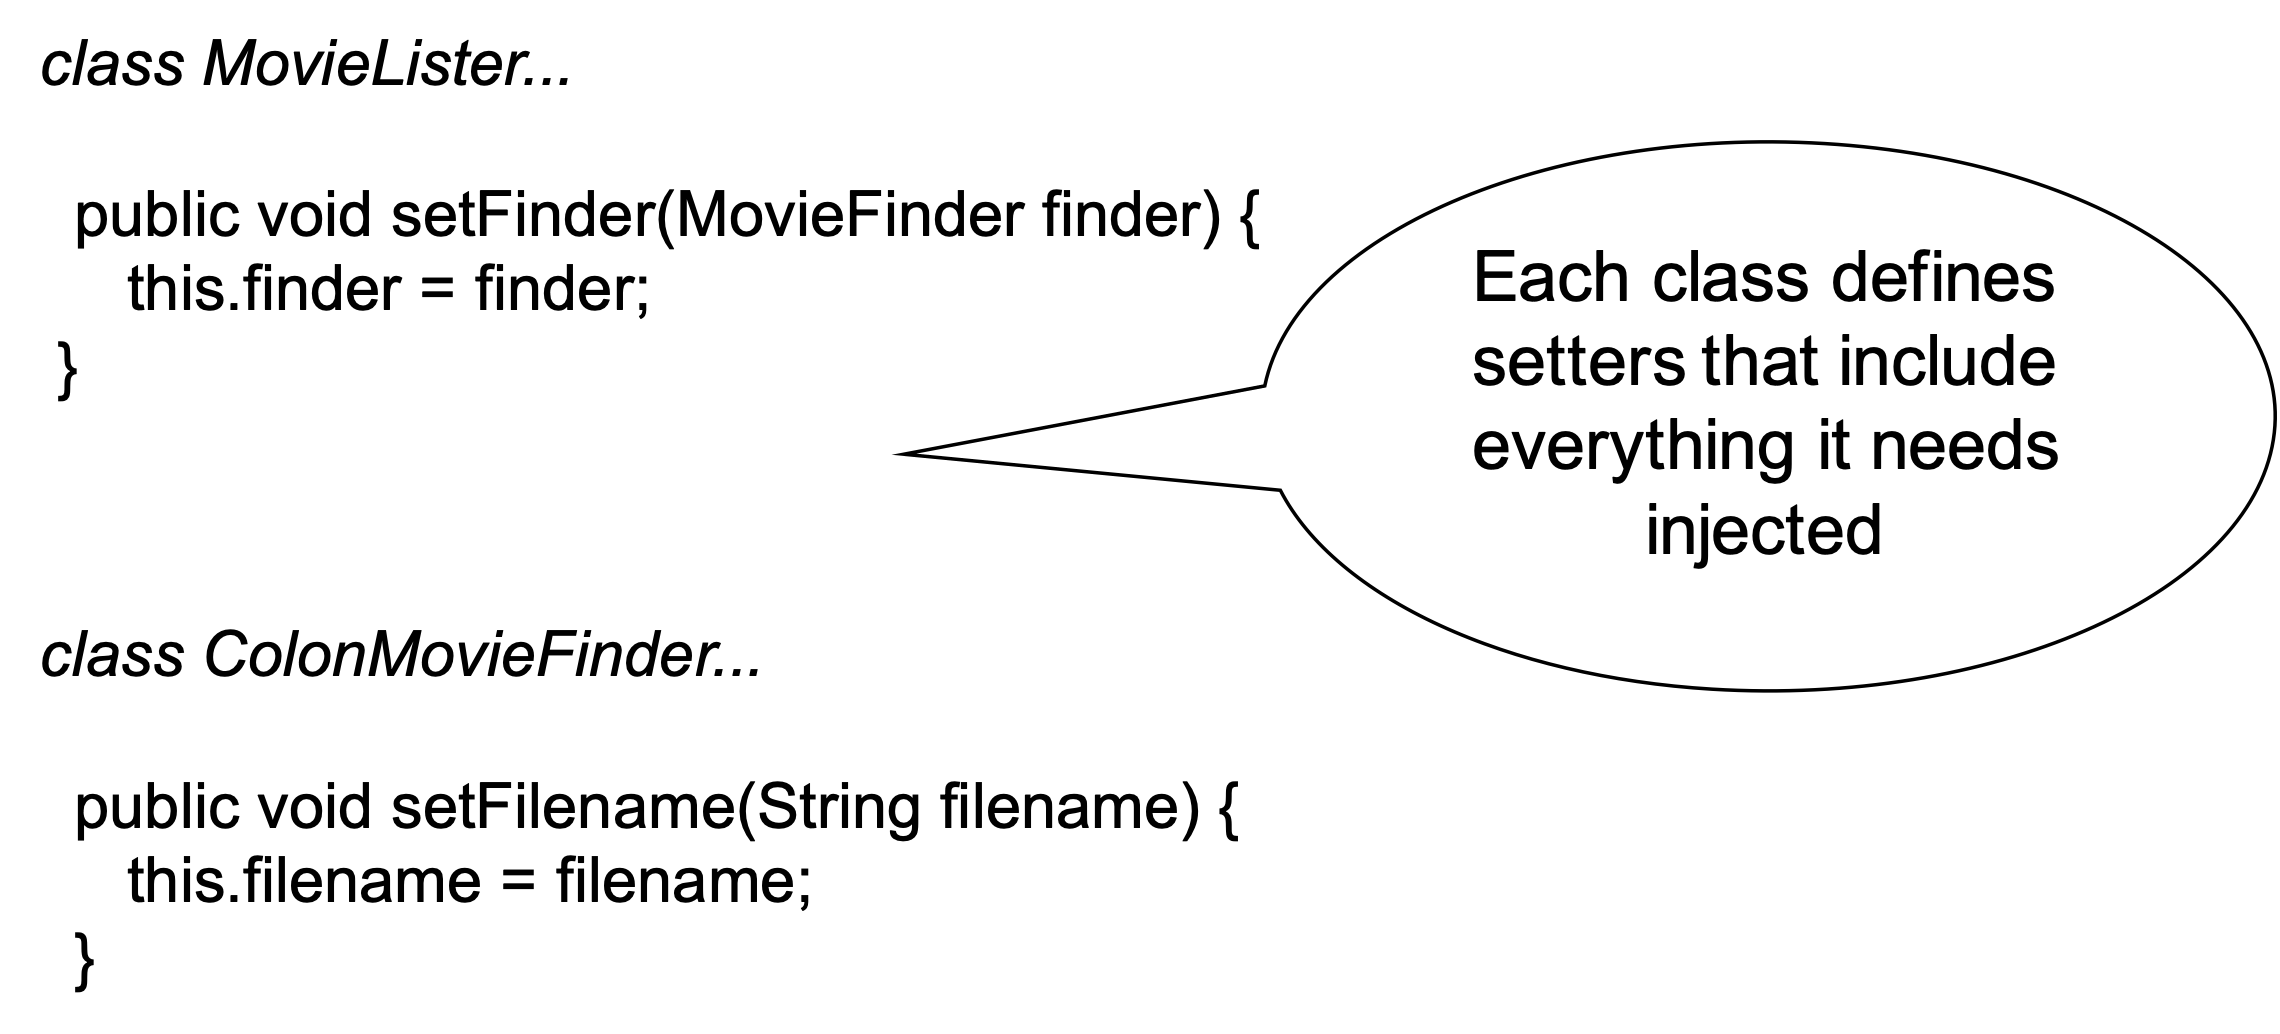 class MovieLister...
public void setFinder(MovieFinder finder) {
this.finder = finder;
}
Each class defines
setters that include
everything it needs
injected
class ColonMovieFinder...
public void setFilename(String filename) {
this.filename = filename;
}